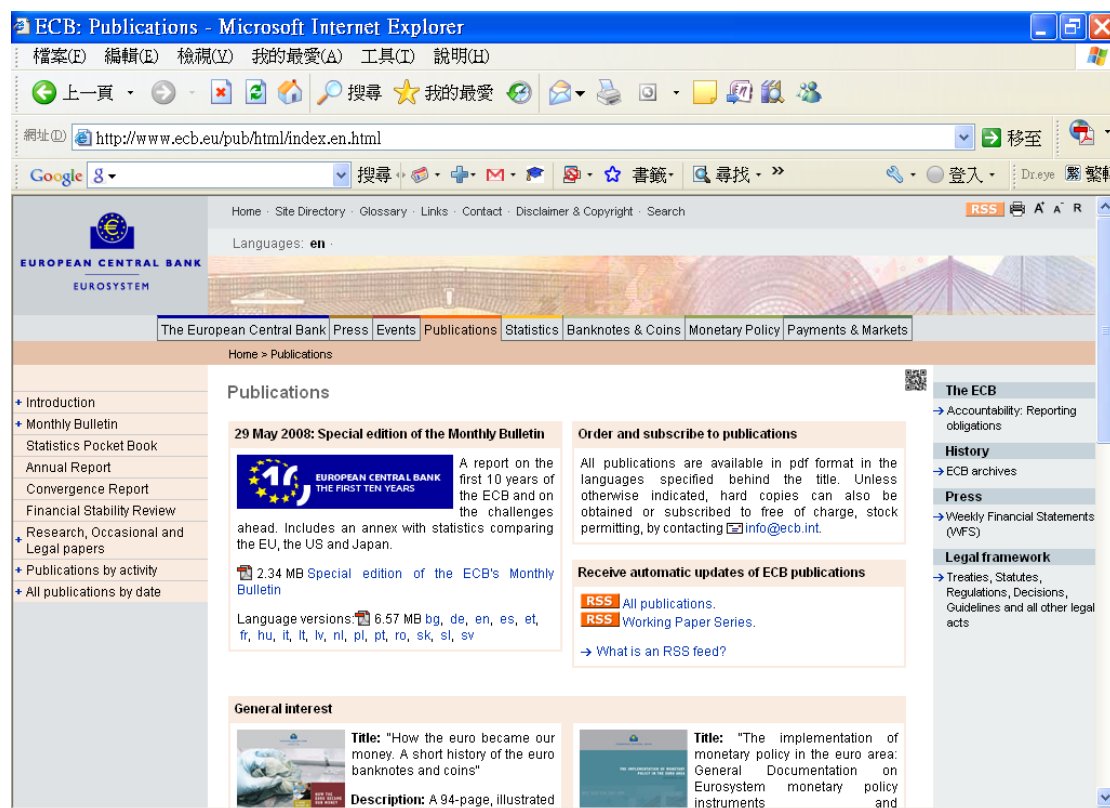 ECB: Publications - Microsoft Internet Explorer
檔案(F) 編輯(E) 檢視(V) 我的最愛(A) 工具(T) 說明(H)
上一頁 搜尋 我的最愛
網址(D) http://www.ecb.eu/pub/html/index.en.html 移至
Google 搜尋 書籤 尋找 » 登入 Dr.eye 繁
Home · Site Directory · Glossary · Links · Contact · Disclaimer & Copyright · Search
RSS A+ A- R
Languages: en ·
EUROPEAN CENTRAL BANK
EUROSYSTEM
The European Central Bank Press Events Publications Statistics Banknotes & Coins Monetary Policy Payments & Markets
Home > Publications
Introduction
Monthly Bulletin
Statistics Pocket Book
Annual Report
Convergence Report
Financial Stability Review
Research, Occasional and
Legal papers
Publications by activity
All publications by date
Publications
29 May 2008: Special edition of the Monthly Bulletin
EUROPEAN CENTRAL BANK
THE FIRST TEN YEARS
A report on the
first 10 years of
the ECB and on
the challenges
ahead. Includes an annex with statistics comparing
the EU, the US and Japan.
2.34 MB Special edition of the ECB's Monthly
Bulletin
Language versions: 6.57 MB bg, de, en, es, et,
fr, hu, it, lt, lv, nl, pl, pt, ro, sk, sl, sv
Order and subscribe to publications
All publications are available in pdf format in the
languages specified behind the title. Unless
otherwise indicated, hard copies can also be
obtained or subscribed to free of charge, stock
permitting, by contacting info@ecb.int.
Receive automatic updates of ECB publications
RSS All publications.
RSS Working Paper Series.
→ What is an RSS feed?
General interest
Title: "How the euro became our
money. A short history of the euro
banknotes and coins"
Description: A 94-page, illustrated
HOW THE
EURO BECAME
OUR MONEY
THE IMPLEMENTATION OF MONETARY
POLICY IN THE EURO AREA
Title: "The implementation of
monetary policy in the euro area:
General Documentation on
Eurosystem monetary policy
instruments and
The ECB
→ Accountability: Reporting
obligations
History
→ ECB archives
Press
→ Weekly Financial Statements
(WFS)
Legal framework
→ Treaties, Statutes,
Regulations, Decisions,
Guidelines and all other legal
acts